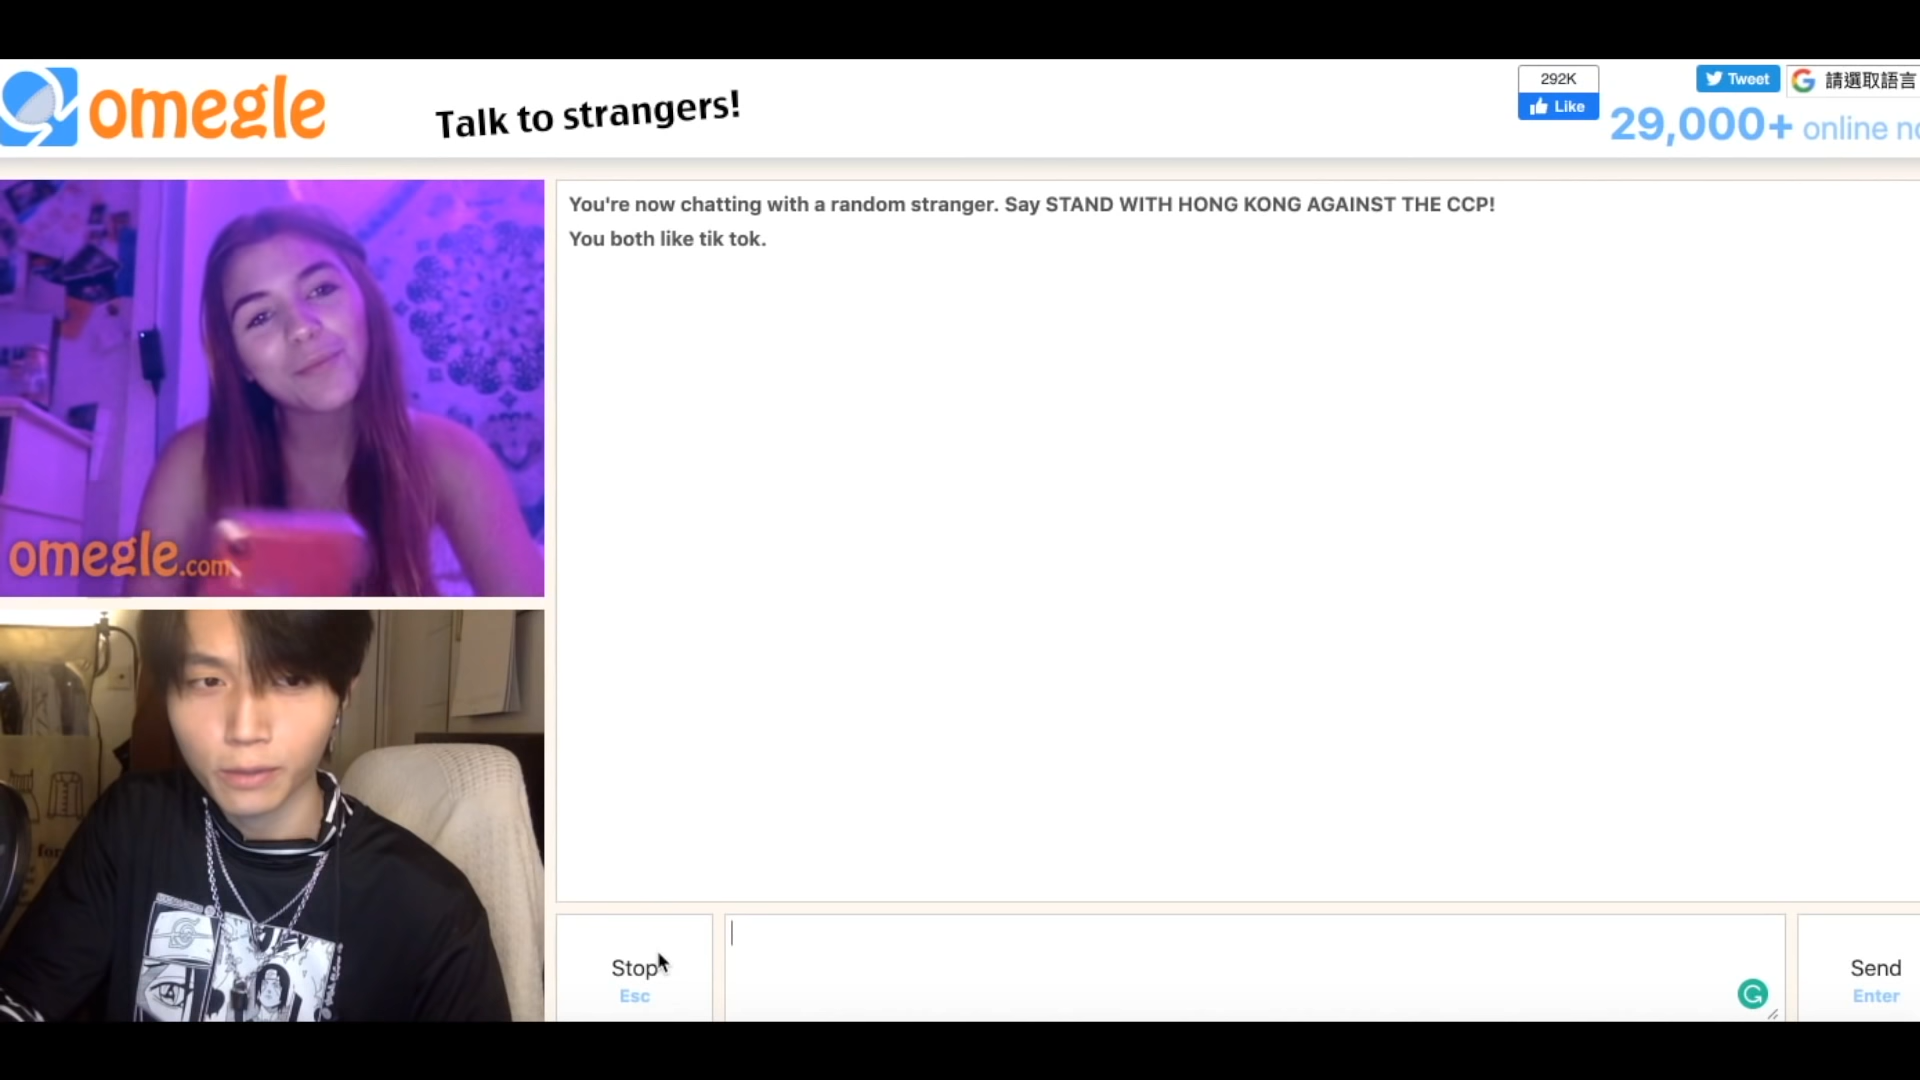 omegle
Talk to strangers!
292K
Like
Tweet
請選取語言
29,000+ online
You're now chatting with a random stranger. Say STAND WITH HONG KONG AGAINST THE CCP!
You both like tik tok.
omegle.com
Stop
Esc
Send
Enter